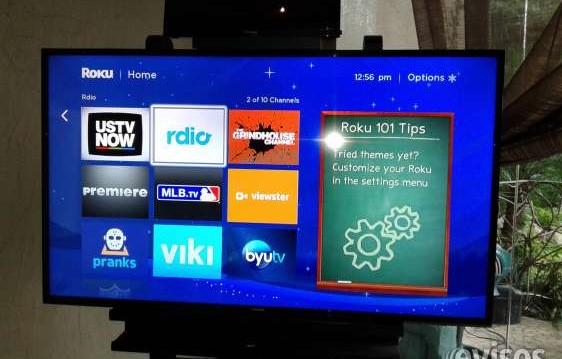 ROKU | Home
12:56 pm | Options ✻
Rdio
2 of 10 Channels
USTV
NOW
rdio
THE
GRINDHOUSE
CHANNEL
Roku 101 Tips
Tried themes yet?
Customize your Roku
in the settings menu
PREMIERE
MLB.TV
viewster
pranks
VIKI
byutv
evisos